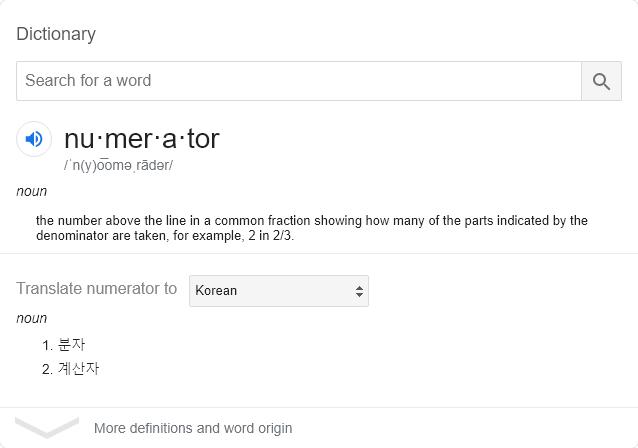 Dictionary
Search for a word
nu·mer·a·tor
/ˈn(y)o͞oməˌrādər/
noun
the number above the line in a common fraction showing how many of the parts indicated by the
denominator are taken, for example, 2 in 2/3.
Translate numerator to Korean
noun
1. 분자
2. 계산자
More definitions and word origin